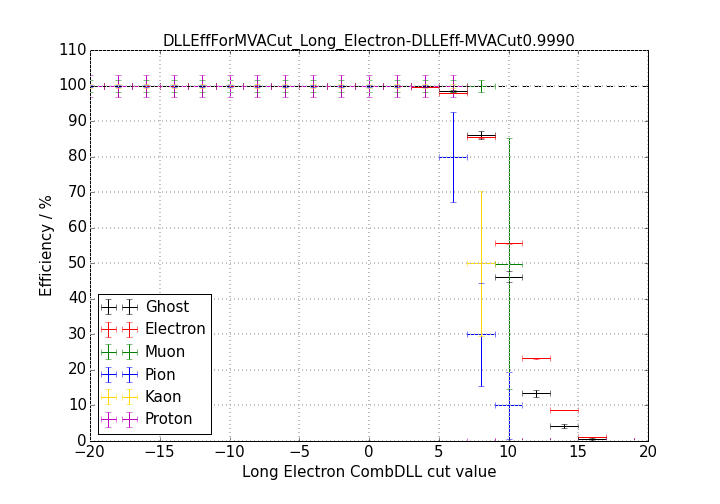 DLLEffForMVACut_Long_Electron-DLLEff-MVACut0.9990
110
100
90
80
70
60
50
40
30
20
10
0
Efficiency / %
Ghost
Electron
Muon
Pion
Kaon
Proton
−20 −15 −10 −5 0 5 10 15 20
Long Electron CombDLL cut value